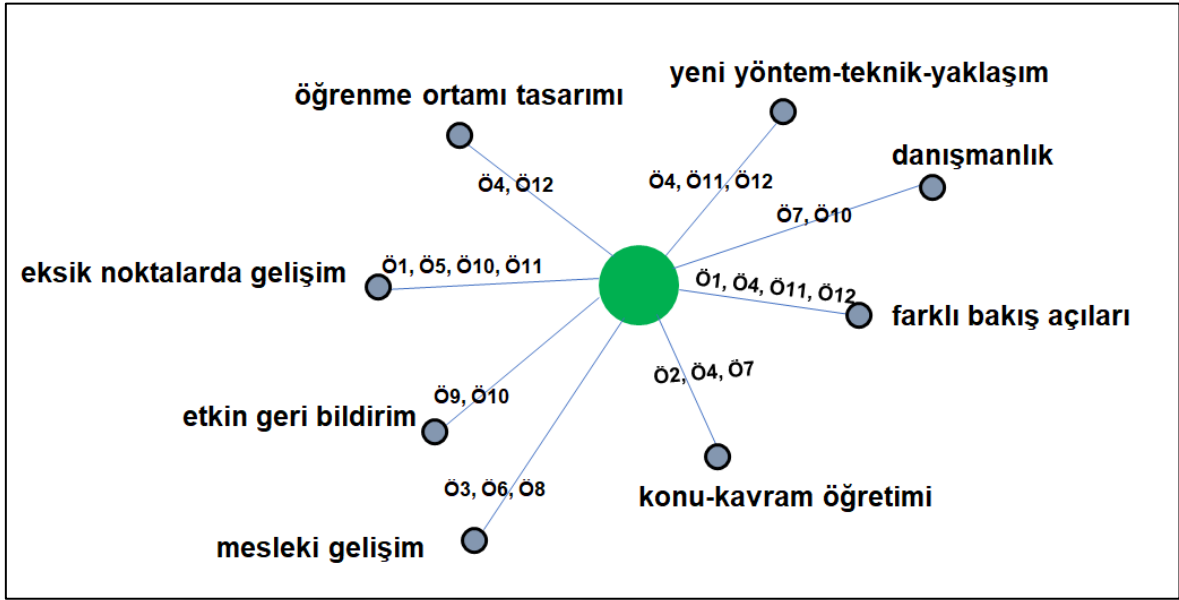 yeni yöntem-teknik-yaklaşım
öğrenme ortamı tasarımı
danışmanlık
Ö4, Ö12
Ö4, Ö11, Ö12
Ö7, Ö10
eksik noktalarda gelişim
Ö1, Ö5, Ö10, Ö11
Ö1, Ö4, Ö11, Ö12
farklı bakış açıları
Ö2, Ö4, Ö7
Ö9, Ö10
etkin geri bildirim
Ö3, Ö6, Ö8
konu-kavram öğretimi
mesleki gelişim